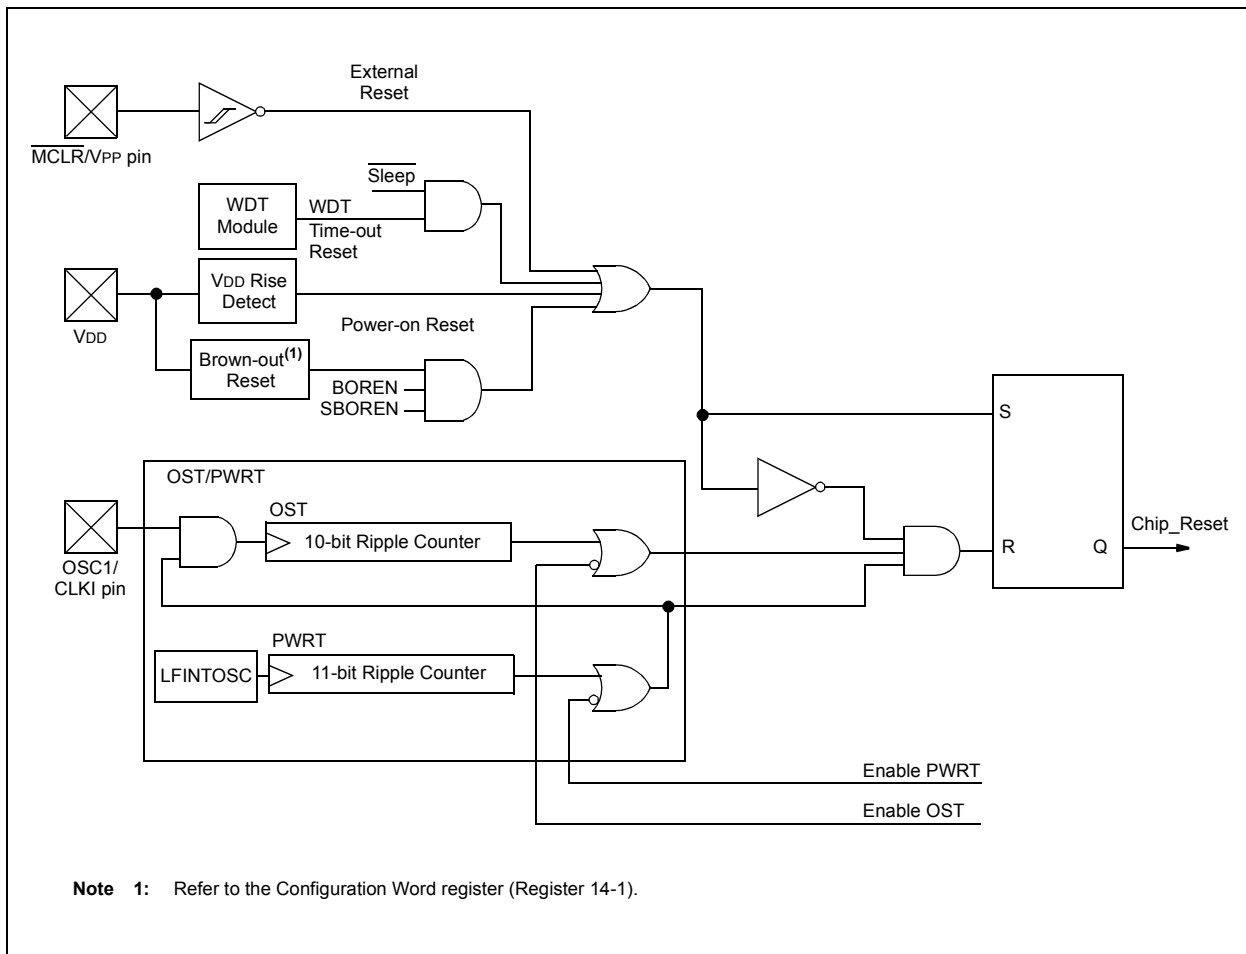 External
Reset
MCLR/VPP pin
Sleep
WDT
Module
WDT
Time-out
Reset
VDD Rise
Detect
VDD
Power-on Reset
Brown-out(1)
Reset
BOREN
SBOREN
S
OST/PWRT
OST
10-bit Ripple Counter
Chip_Reset
R
Q
OSC1/
CLKI pin
PWRT
LFINTOSC
11-bit Ripple Counter
Enable PWRT
Enable OST
Note 1: Refer to the Configuration Word register (Register 14-1).